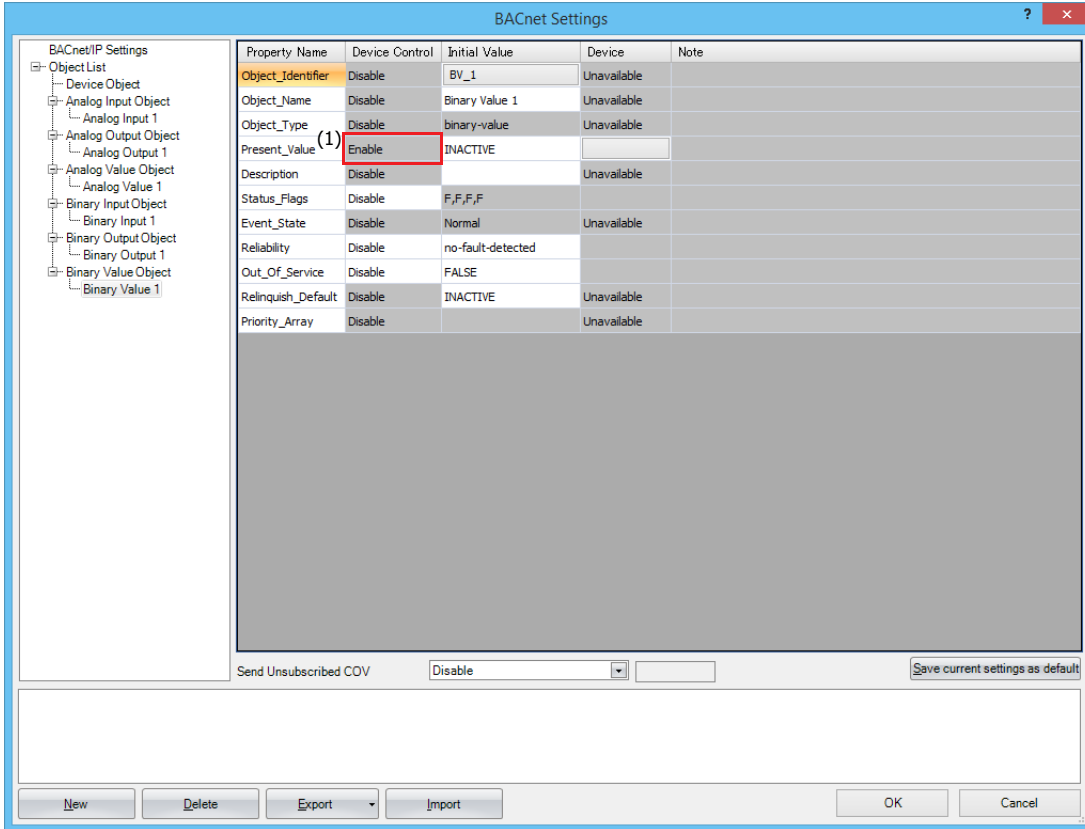 BACnet Settings
?
×
BACnet/IP Settings
Object List
Device Object
Analog Input Object
Analog Input 1
Analog Output Object
Analog Output 1
Analog Value Object
Analog Value 1
Binary Input Object
Binary Input 1
Binary Output Object
Binary Output 1
Binary Value Object
Binary Value 1
Property Name Device Control Initial Value Device Note
Object_Identifier Disable BV_1 Unavailable
Object_Name Disable Binary Value 1 Unavailable
Object_Type Disable binary-value Unavailable
Present_Value (1) Enable INACTIVE
Description Disable Unavailable
Status_Flags Disable F,F,F,F
Event_State Disable Normal Unavailable
Reliability Disable no-fault-detected
Out_Of_Service Disable FALSE
Relinquish_Default Disable INACTIVE Unavailable
Priority_Array Disable Unavailable
Send Unsubscribed COV Disable Save current settings as default
New Delete Export Import OK Cancel